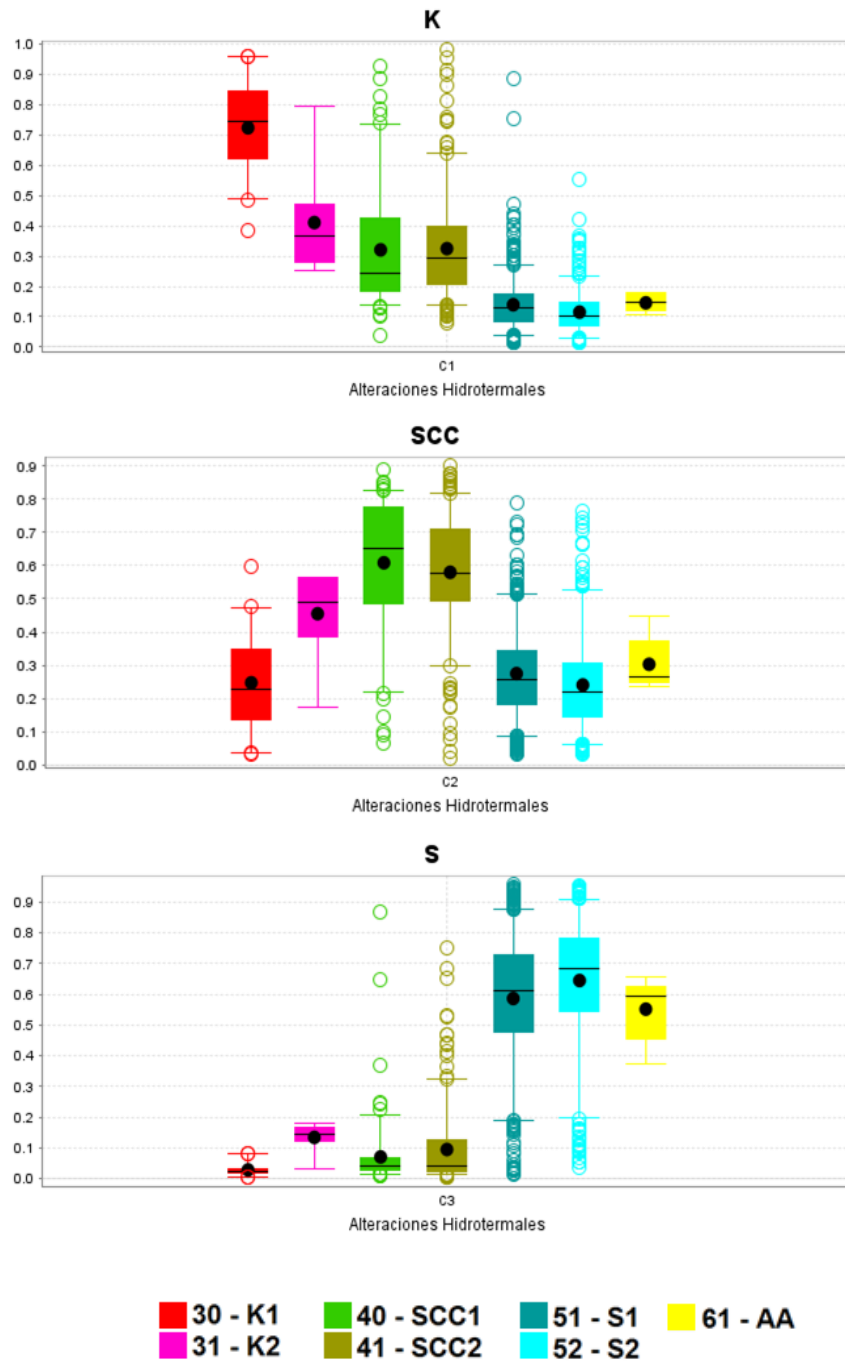 K
1.0
0.9
0.8
0.7
0.6
0.5
0.4
0.3
0.2
0.1
0.0
C1
Alteraciones Hidrotermales
SCC
0.9
0.8
0.7
0.6
0.5
0.4
0.3
0.2
0.1
0.0
C2
Alteraciones Hidrotermales
S
0.9
0.8
0.7
0.6
0.5
0.4
0.3
0.2
0.1
0.0
C3
Alteraciones Hidrotermales
30 - K1 40 - SCC1 51 - S1 61 - AA
31 - K2 41 - SCC2 52 - S2